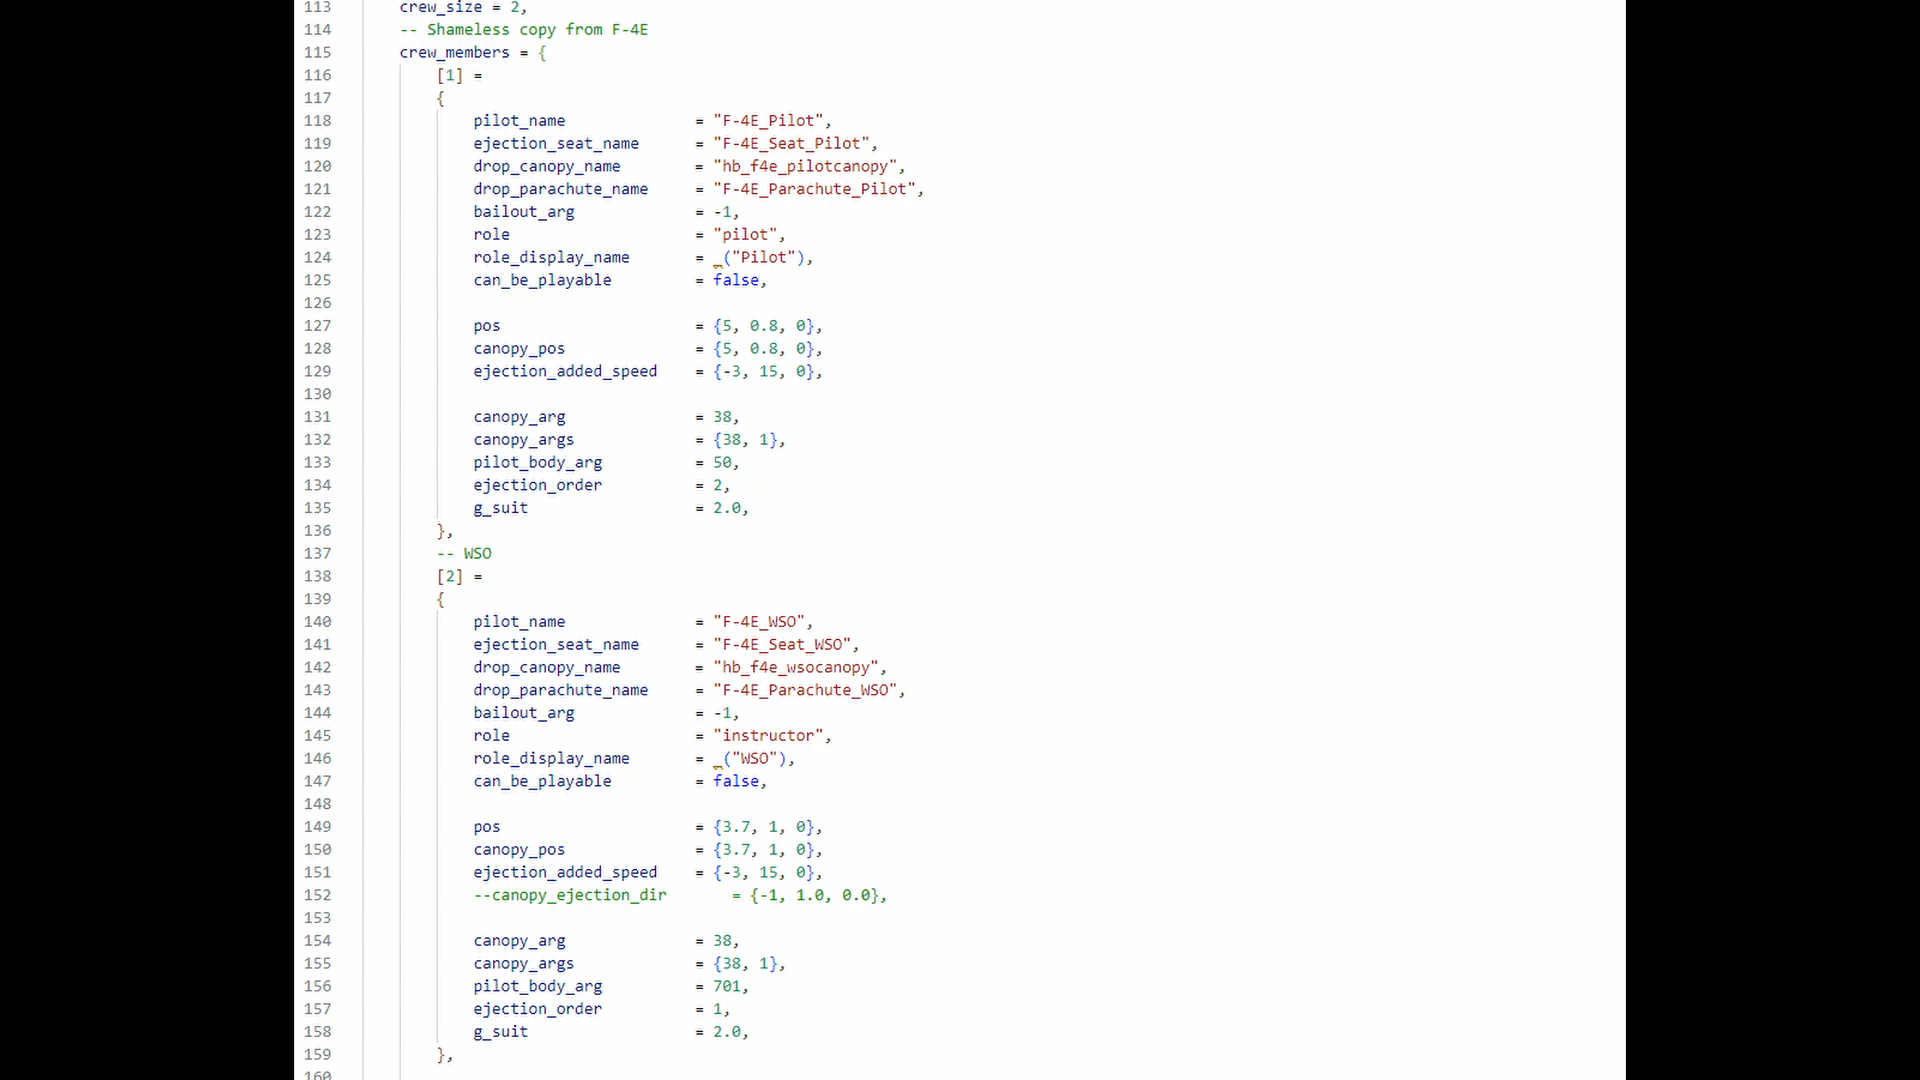 113 crew_size = 2,
114 -- Shameless copy from F-4E
115 crew_members = {
116 [1] =
117 {
118 pilot_name = "F-4E_Pilot",
119 ejection_seat_name = "F-4E_Seat_Pilot",
120 drop_canopy_name = "hb_f4e_pilotcanopy",
121 drop_parachute_name = "F-4E_Parachute_Pilot",
122 bailout_arg = -1,
123 role = "pilot",
124 role_display_name = _("Pilot"),
125 can_be_playable = false,
126
127 pos = {5, 0.8, 0},
128 canopy_pos = {5, 0.8, 0},
129 ejection_added_speed = {-3, 15, 0},
130
131 canopy_arg = 38,
132 canopy_args = {38, 1},
133 pilot_body_arg = 50,
134 ejection_order = 2,
135 g_suit = 2.0,
136 },
137 -- WSO
138 [2] =
139 {
140 pilot_name = "F-4E_WSO",
141 ejection_seat_name = "F-4E_Seat_WSO",
142 drop_canopy_name = "hb_f4e_wsocanopy",
143 drop_parachute_name = "F-4E_Parachute_WSO",
144 bailout_arg = -1,
145 role = "instructor",
146 role_display_name = _("WSO"),
147 can_be_playable = false,
148
149 pos = {3.7, 1, 0},
150 canopy_pos = {3.7, 1, 0},
151 ejection_added_speed = {-3, 15, 0},
152 --canopy_ejection_dir = {-1, 1.0, 0.0},
153
154 canopy_arg = 38,
155 canopy_args = {38, 1},
156 pilot_body_arg = 701,
157 ejection_order = 1,
158 g_suit = 2.0,
159 },
160